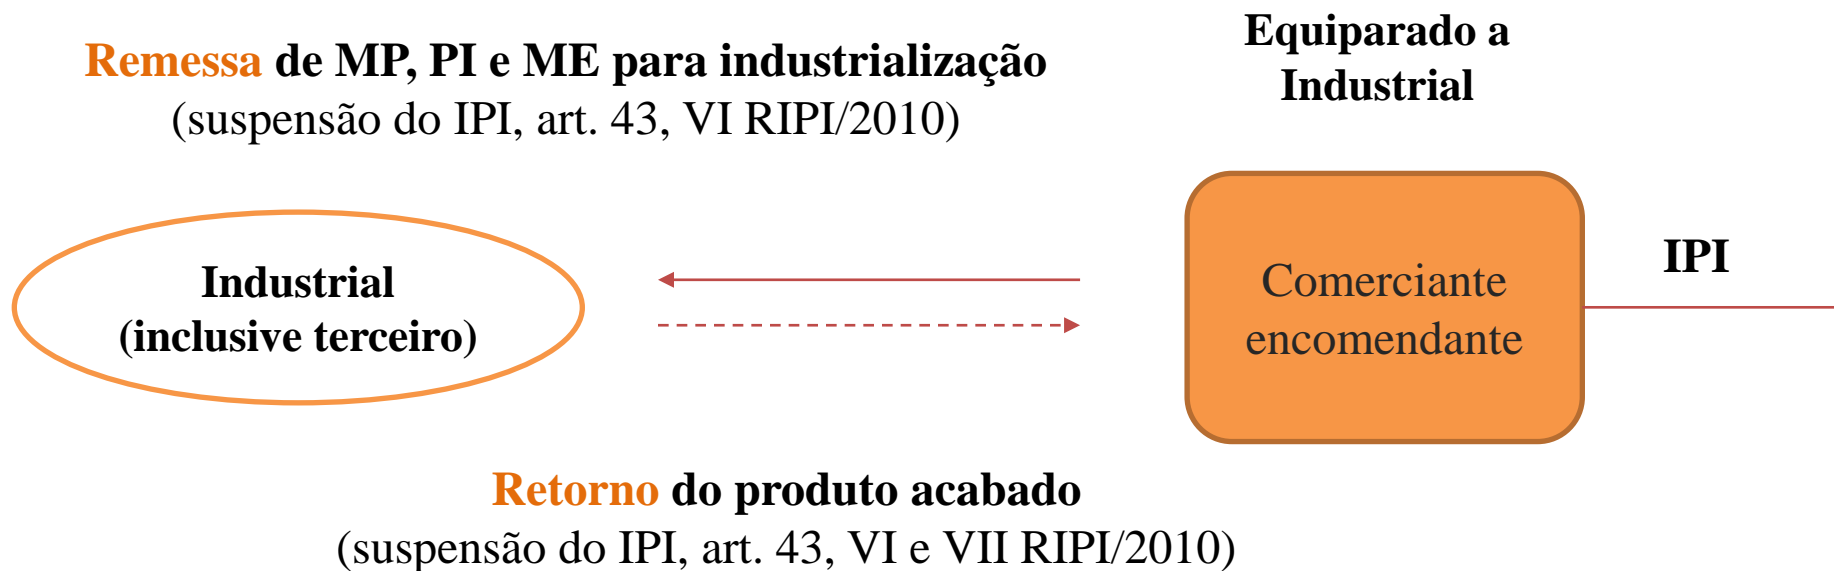 Remessa de MP, PI e ME para industrialização
(suspensão do IPI, art. 43, VI RIPI/2010)
Equiparado a
Industrial
Industrial
(inclusive terceiro)
Comerciante
encomendante
IPI
Retorno do produto acabado
(suspensão do IPI, art. 43, VI e VII RIPI/2010)